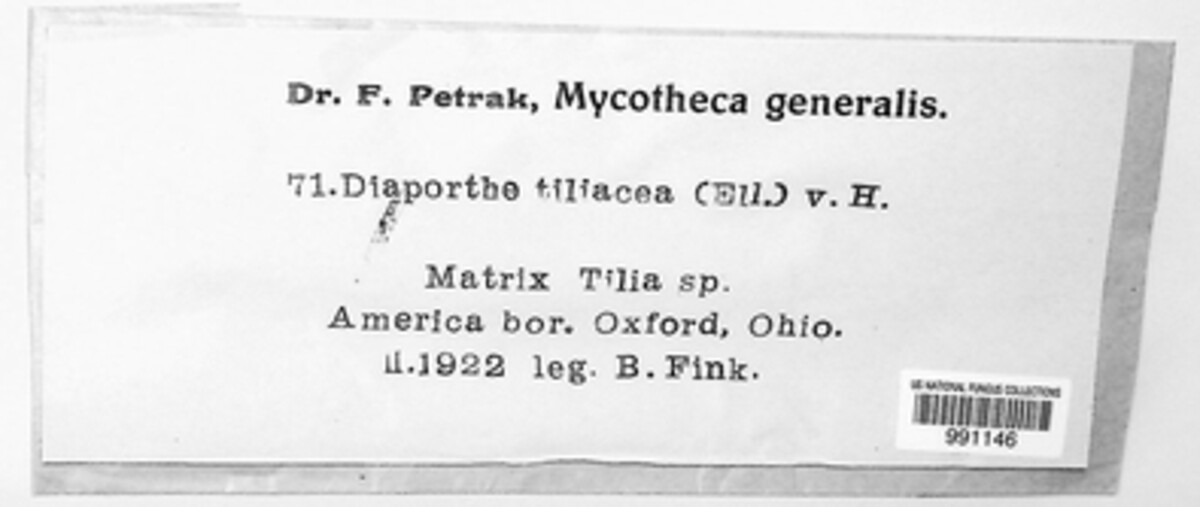 Dr. F. Petrak, Mycotheca generalis.
71. Diaporthe tiliacea (Ell.) v. H.
Matrix Tilia sp.
America bor. Oxford, Ohio.
II.1922 leg. B. Fink.
US NATIONAL FUNGUS COLLECTIONS
991146